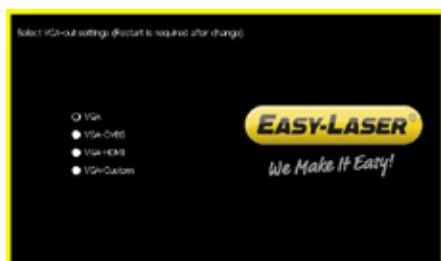 Select VGA-out settings (Restart is required after change)
VGA
VGA-CVBS
VGA-HDMI
VGA-Custom
EASY-LASER®
We Make It Easy!